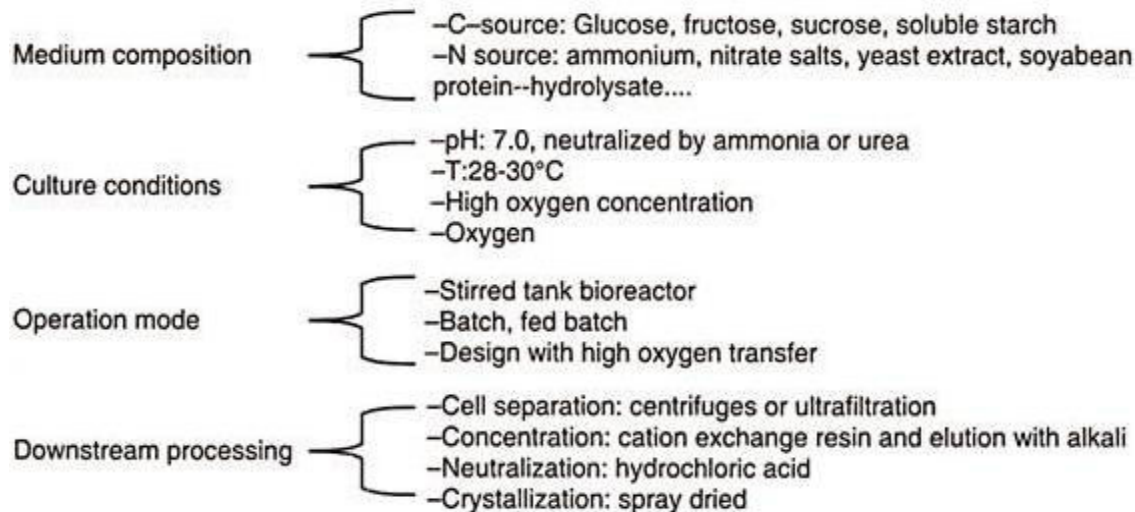 Medium composition
–C–source: Glucose, fructose, sucrose, soluble starch
–N source: ammonium, nitrate salts, yeast extract, soyabean
protein--hydrolysate....
Culture conditions
–pH: 7.0, neutralized by ammonia or urea
–T:28-30°C
–High oxygen concentration
–Oxygen
Operation mode
–Stirred tank bioreactor
–Batch, fed batch
–Design with high oxygen transfer
Downstream processing
–Cell separation: centrifuges or ultrafiltration
–Concentration: cation exchange resin and elution with alkali
–Neutralization: hydrochloric acid
–Crystallization: spray dried